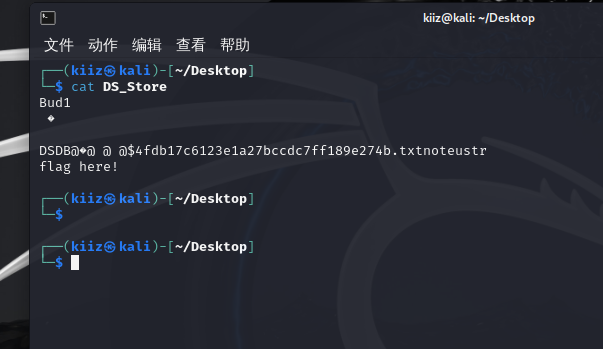 kiiz@kali: ~/Desktop
文件 动作 编辑 查看 帮助
┌──(kiiz㉿kali)-[~/Desktop]
└─$ cat DS_Store
Bud1
 �
DSDB@�@ @ @$4fdb17c6123e1a27bccdc7ff189e274b.txtnoteustr
flag here!
┌──(kiiz㉿kali)-[~/Desktop]
└─$
┌──(kiiz㉿kali)-[~/Desktop]
└─$